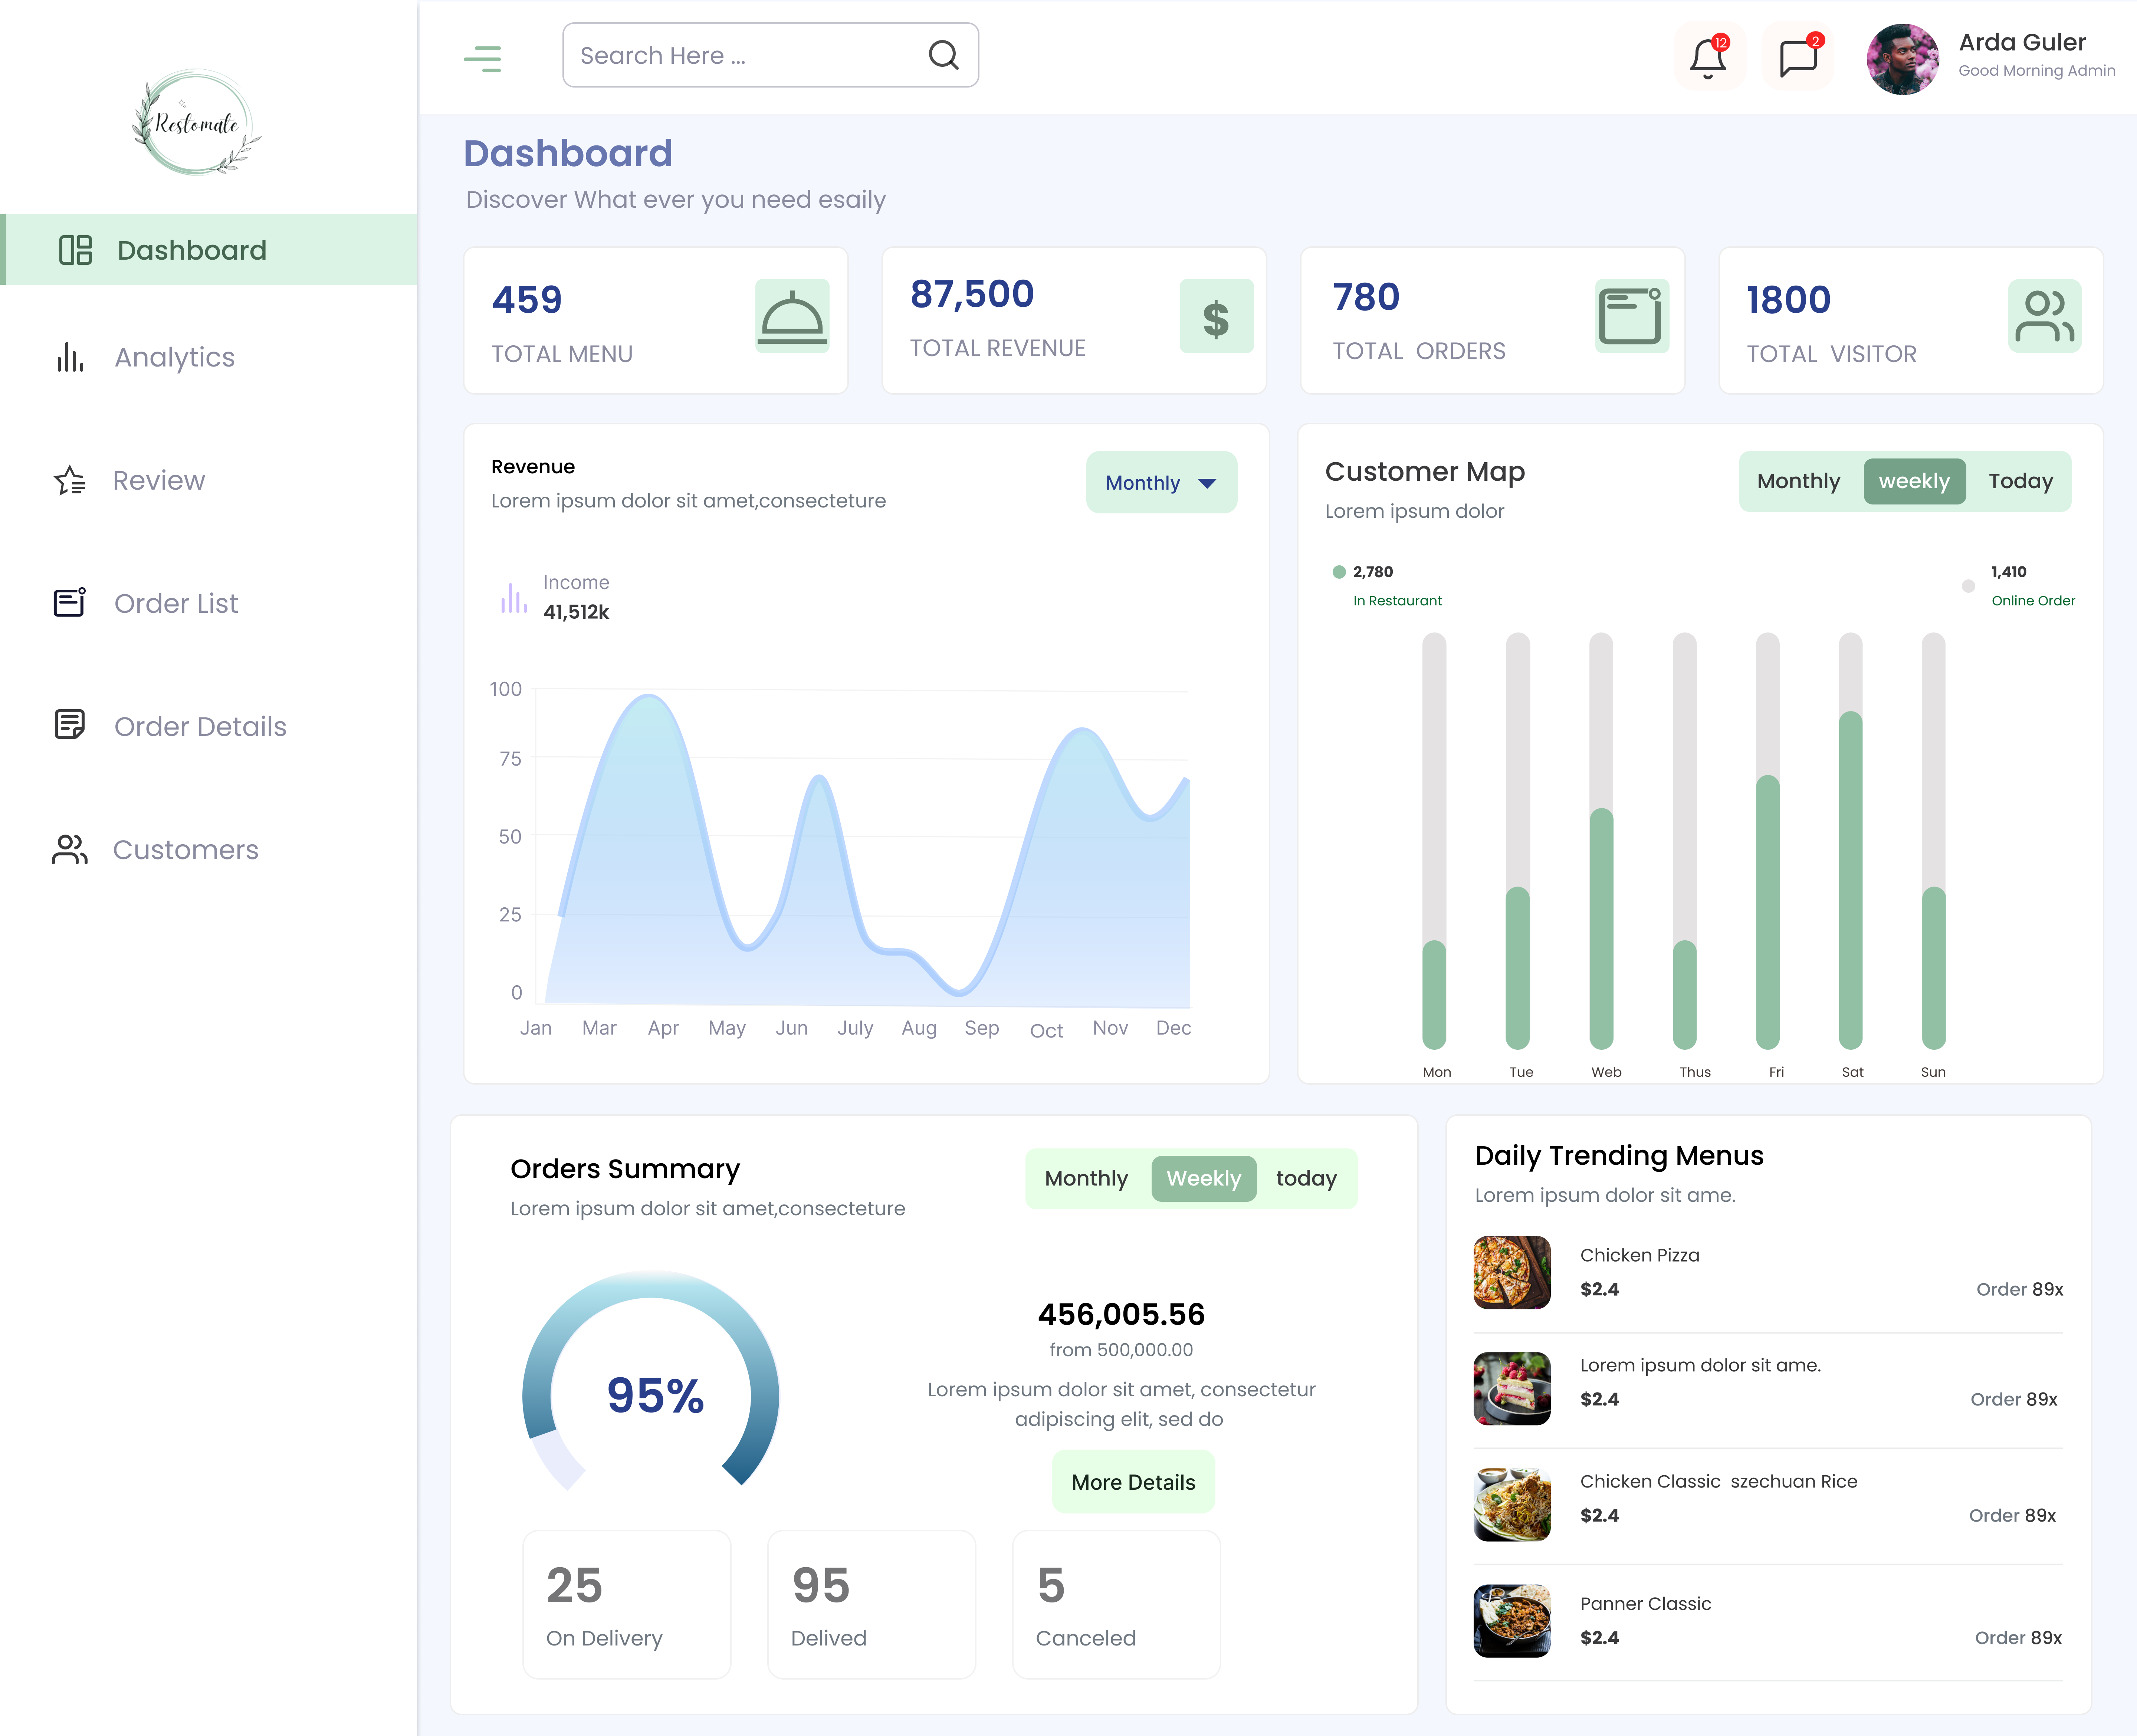 Restomate
Dashboard
Analytics
Review
Order List
Order Details
Customers
Search Here ...
12
2
Arda Guler
Good Morning Admin
Dashboard
Discover What ever you need esaily
459
TOTAL MENU
87,500
TOTAL REVENUE
$
780
TOTAL ORDERS
1800
TOTAL VISITOR
Revenue
Lorem ipsum dolor sit amet,consecteture
Monthly
Income
41,512k
100
75
50
25
0
Jan Mar Apr May Jun July Aug Sep Oct Nov Dec
Customer Map
Lorem ipsum dolor
Monthly weekly Today
2,780
In Restaurant
1,410
Online Order
Mon Tue Web Thus Fri Sat Sun
Orders Summary
Lorem ipsum dolor sit amet,consecteture
Monthly Weekly today
95%
456,005.56
from 500,000.00
Lorem ipsum dolor sit amet, consectetur
adipiscing elit, sed do
More Details
25
On Delivery
95
Delived
5
Canceled
Daily Trending Menus
Lorem ipsum dolor sit ame.
Chicken Pizza
$2.4 Order 89x
Lorem ipsum dolor sit ame.
$2.4 Order 89x
Chicken Classic szechuan Rice
$2.4 Order 89x
Panner Classic
$2.4 Order 89x